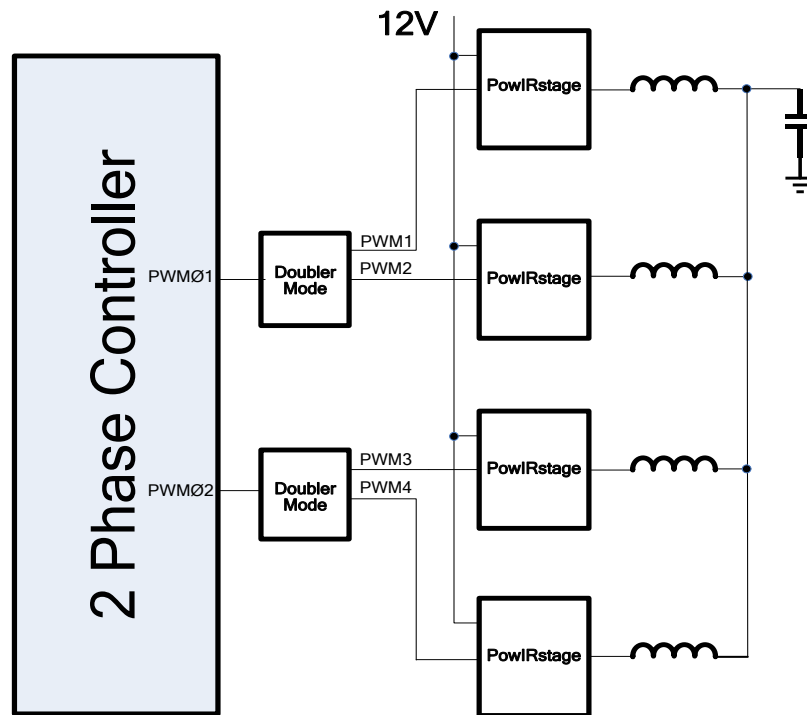 12V
2 Phase Controller
PWMØ1
PWMØ2
Doubler
Mode
PWM1
PWM2
Doubler
Mode
PWM3
PWM4
PowIRstage
PowIRstage
PowIRstage
PowIRstage